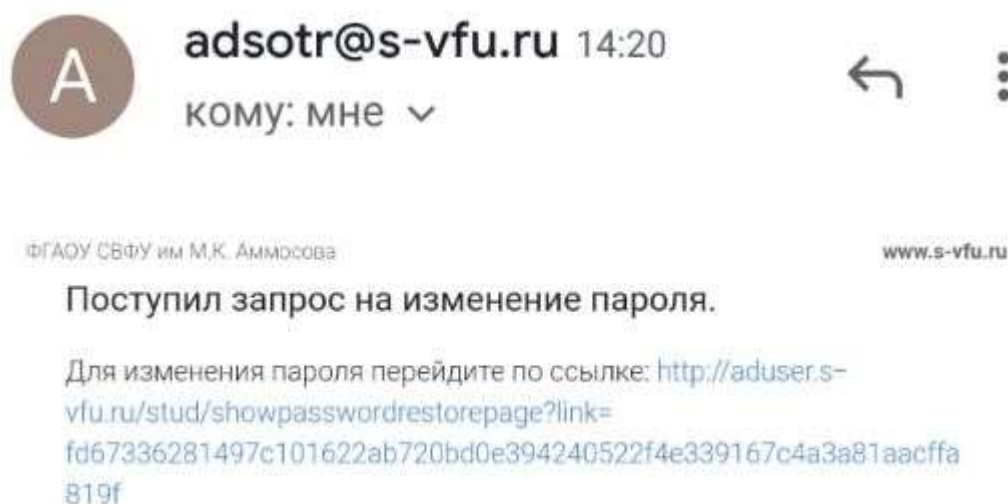 A
adsotr@s-vfu.ru 14:20
кому: мне
ФГАОУ СВФУ им М.К. Аммосова
www.s-vfu.ru
Поступил запрос на изменение пароля.
Для изменения пароля перейдите по ссылке: http://aduser.s-
vfu.ru/stud/showpasswordrestorepage?link=
fd67336281497c101622ab720bd0e394240522f4e339167c4a3a81aacffa
819f